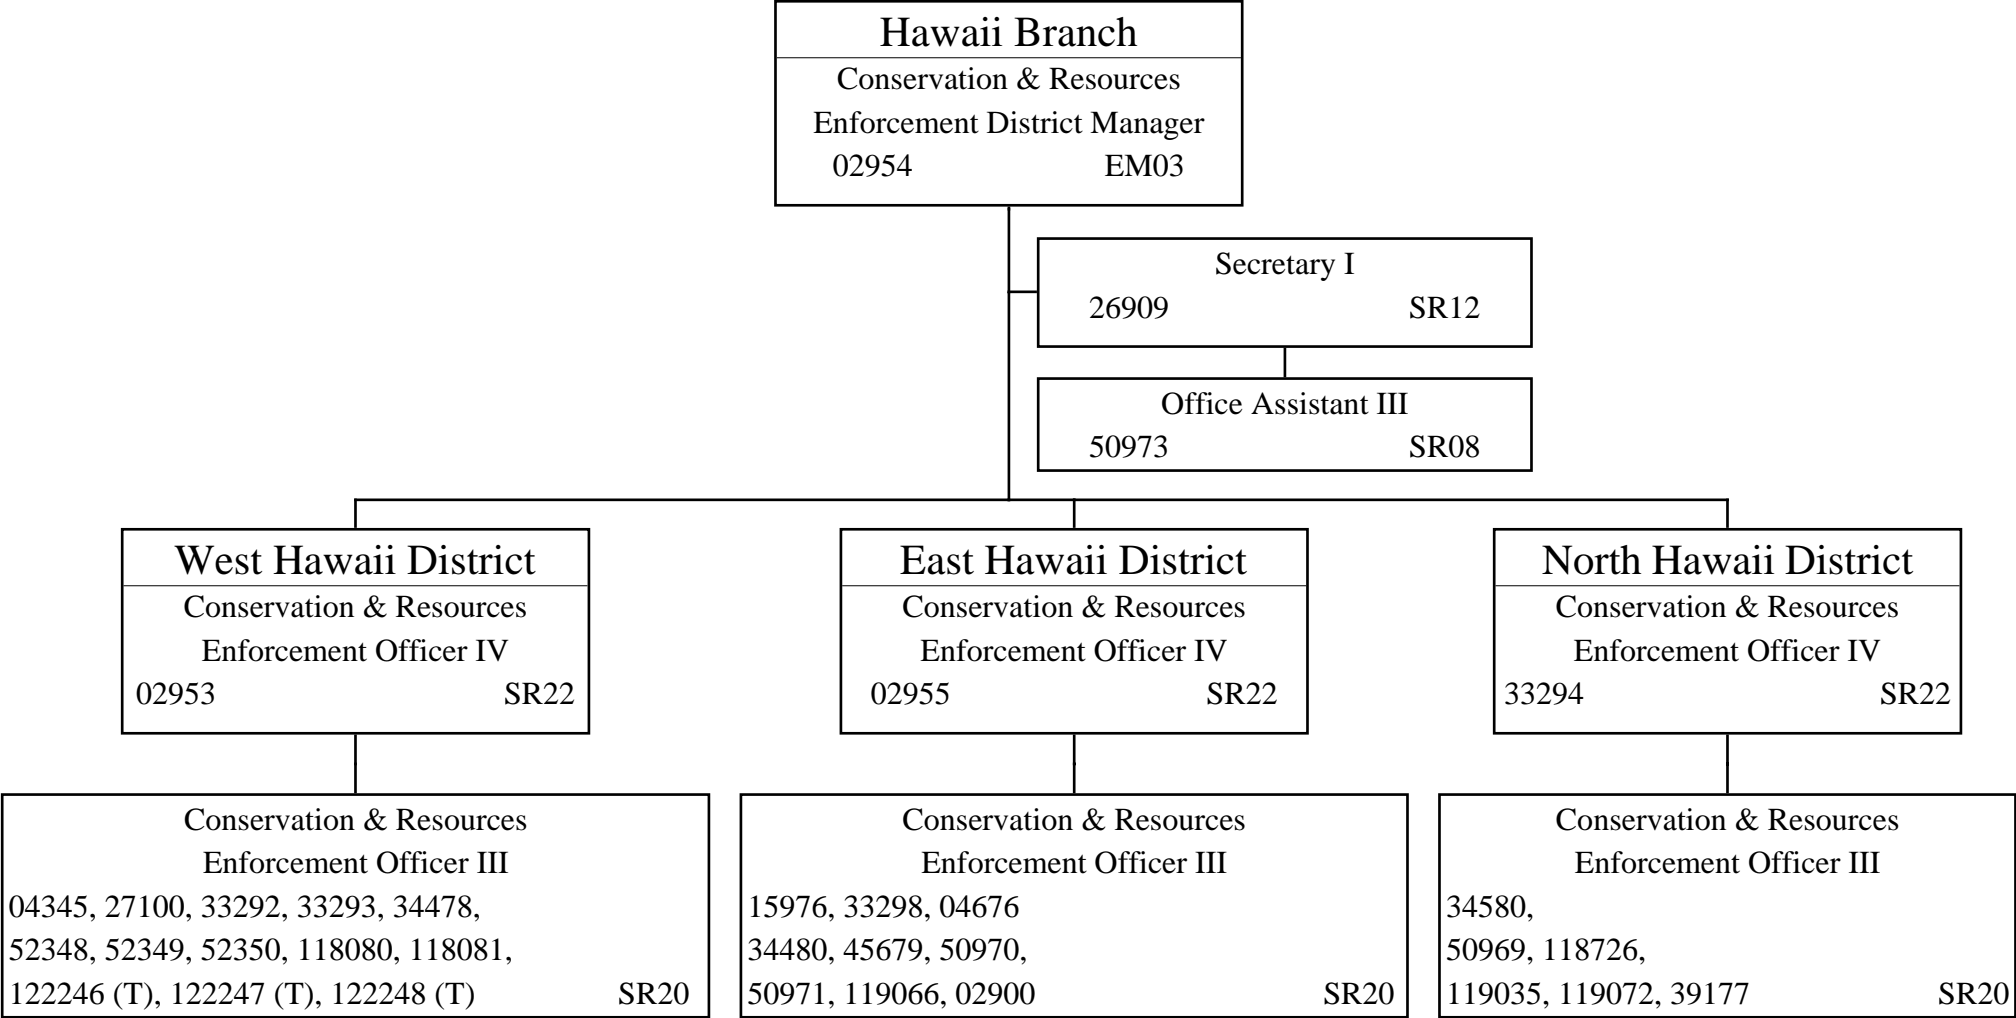 Hawaii Branch
Conservation & Resources
Enforcement District Manager
02954 EM03
Secretary I
26909 SR12
Office Assistant III
50973 SR08
West Hawaii District
Conservation & Resources
Enforcement Officer IV
02953 SR22
East Hawaii District
Conservation & Resources
Enforcement Officer IV
02955 SR22
North Hawaii District
Conservation & Resources
Enforcement Officer IV
33294 SR22
Conservation & Resources
Enforcement Officer III
04345, 27100, 33292, 33293, 34478,
52348, 52349, 52350, 118080, 118081,
122246 (T), 122247 (T), 122248 (T) SR20
Conservation & Resources
Enforcement Officer III
15976, 33298, 04676
34480, 45679, 50970,
50971, 119066, 02900 SR20
Conservation & Resources
Enforcement Officer III
34580,
50969, 118726,
119035, 119072, 39177 SR20